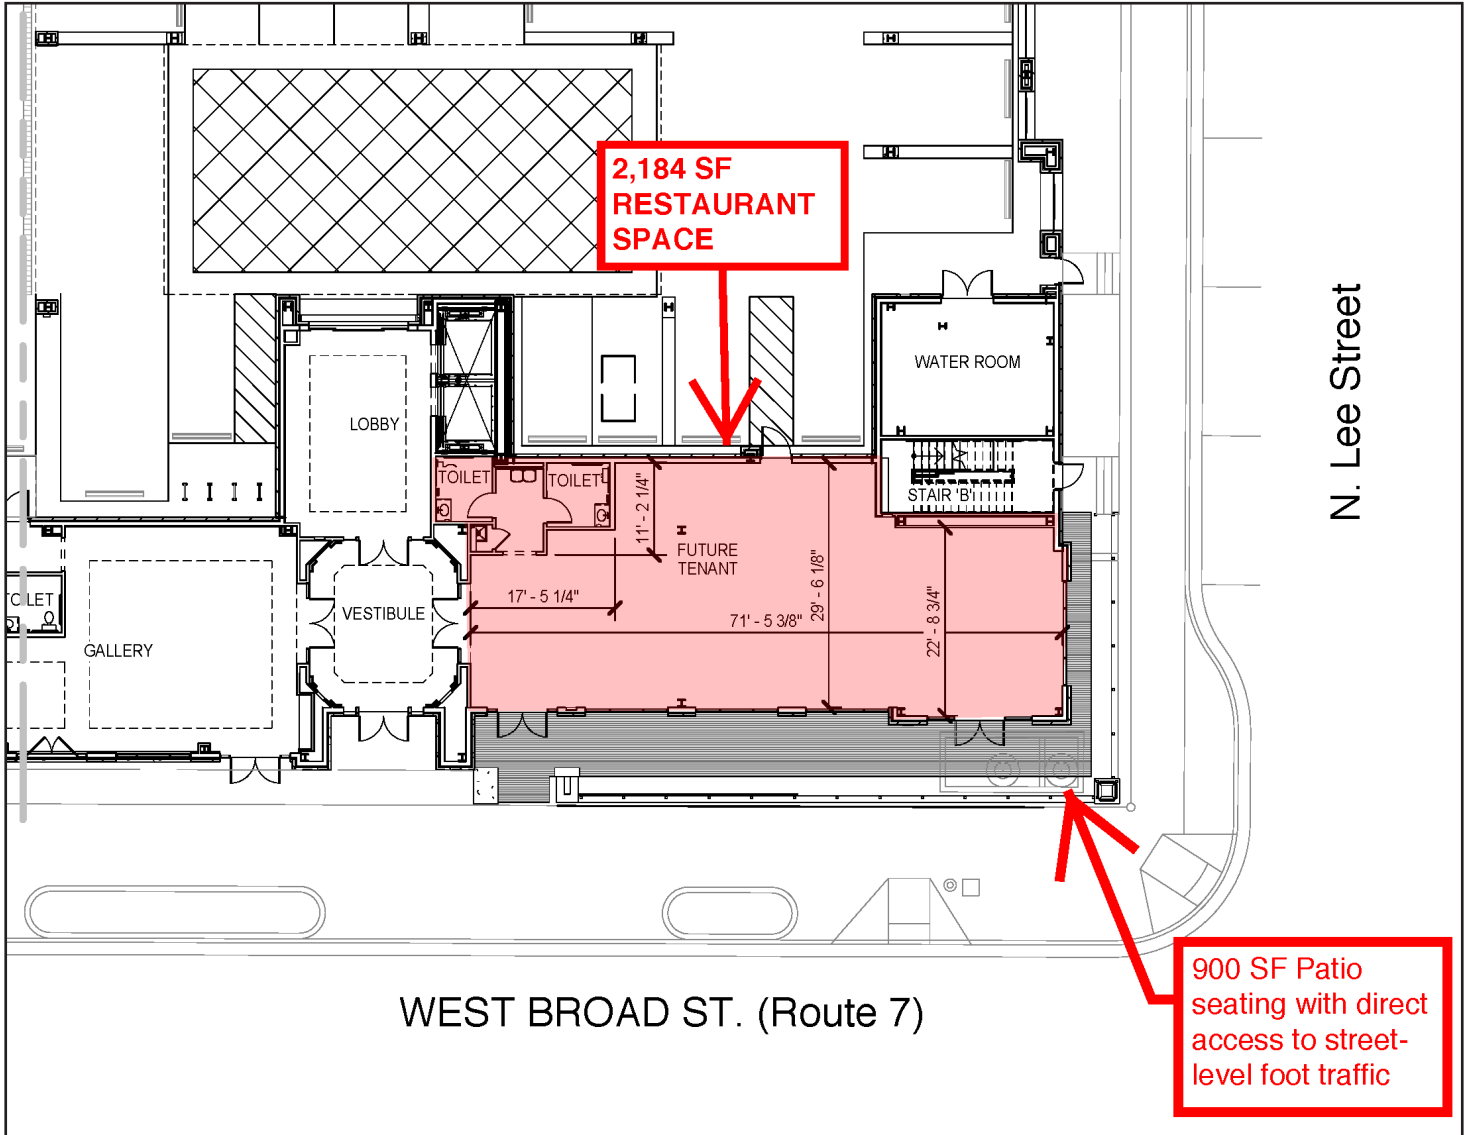 2,184 SF
RESTAURANT
SPACE
WATER ROOM
LOBBY
TOILET
TOILET
STAIR 'B'
11' - 2 1/4"
FUTURE
TENANT
29' - 6 1/8"
22' - 8 3/4"
17' - 5 1/4"
71' - 5 3/8"
VESTIBULE
TOILET
GALLERY
N. Lee Street
WEST BROAD ST. (Route 7)
900 SF Patio
seating with direct
access to street-
level foot traffic